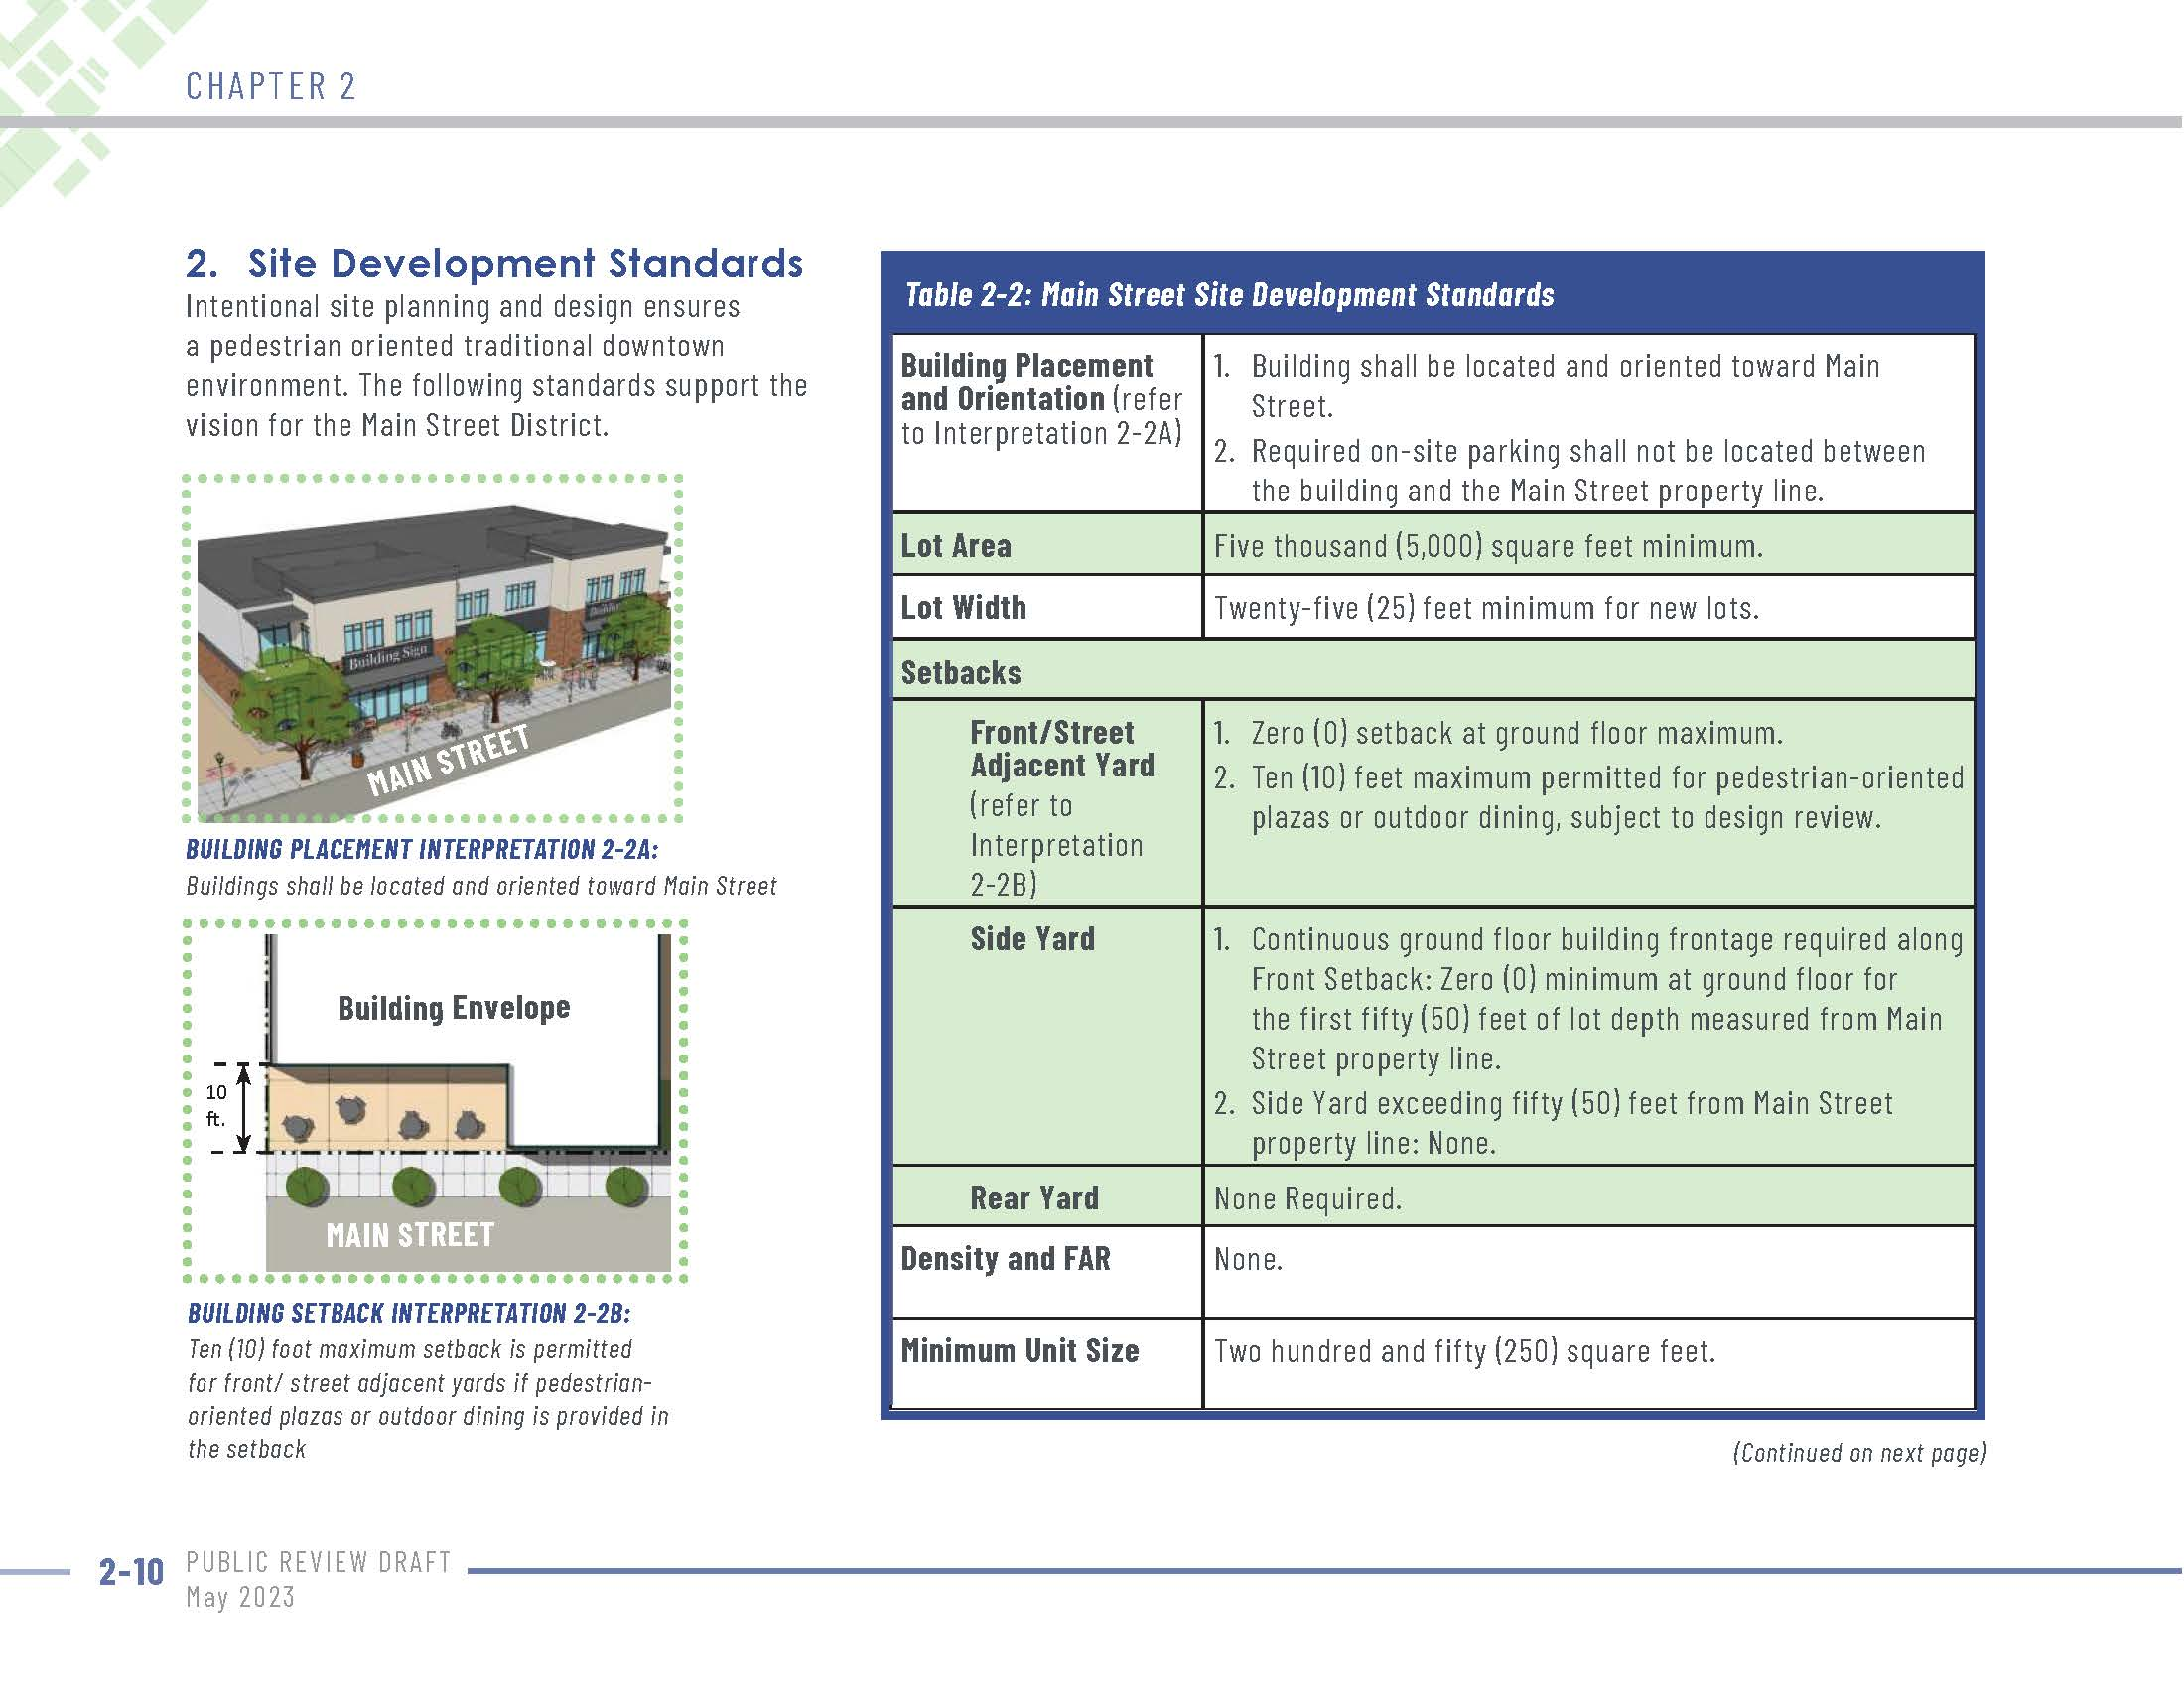 CHAPTER 2
2. Site Development Standards
Intentional site planning and design ensures
a pedestrian oriented traditional downtown
environment. The following standards support the
vision for the Main Street District.
Building Sign
MAIN STREET
BUILDING PLACEMENT INTERPRETATION 2-2A:
Buildings shall be located and oriented toward Main Street
Building Envelope
10
ft.
MAIN STREET
BUILDING SETBACK INTERPRETATION 2-2B:
Ten (10) foot maximum setback is permitted
for front/ street adjacent yards if pedestrian-
oriented plazas or outdoor dining is provided in
the setback
Table 2-2: Main Street Site Development Standards
Building Placement
and Orientation (refer
to Interpretation 2-2A)
1. Building shall be located and oriented toward Main
Street.
2. Required on-site parking shall not be located between
the building and the Main Street property line.
Lot Area
Five thousand (5,000) square feet minimum.
Lot Width
Twenty-five (25) feet minimum for new lots.
Setbacks
Front/Street
Adjacent Yard
(refer to
Interpretation
2-2B)
1. Zero (0) setback at ground floor maximum.
2. Ten (10) feet maximum permitted for pedestrian-oriented
plazas or outdoor dining, subject to design review.
Side Yard
1. Continuous ground floor building frontage required along
Front Setback: Zero (0) minimum at ground floor for
the first fifty (50) feet of lot depth measured from Main
Street property line.
2. Side Yard exceeding fifty (50) feet from Main Street
property line: None.
Rear Yard
None Required.
Density and FAR
None.
Minimum Unit Size
Two hundred and fifty (250) square feet.
(Continued on next page)
2-10
PUBLIC REVIEW DRAFT
May 2023